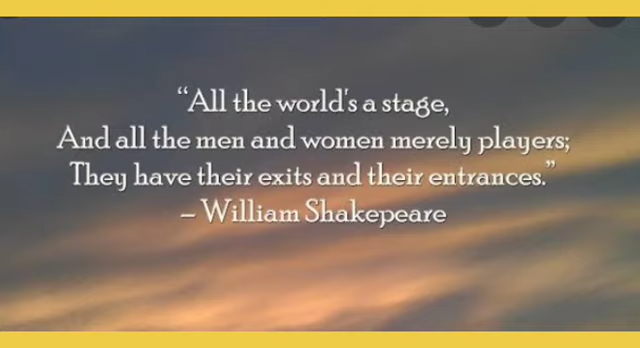 “All the world's a stage,
And all the men and women merely players;
They have their exits and their entrances.”
– William Shakepeare